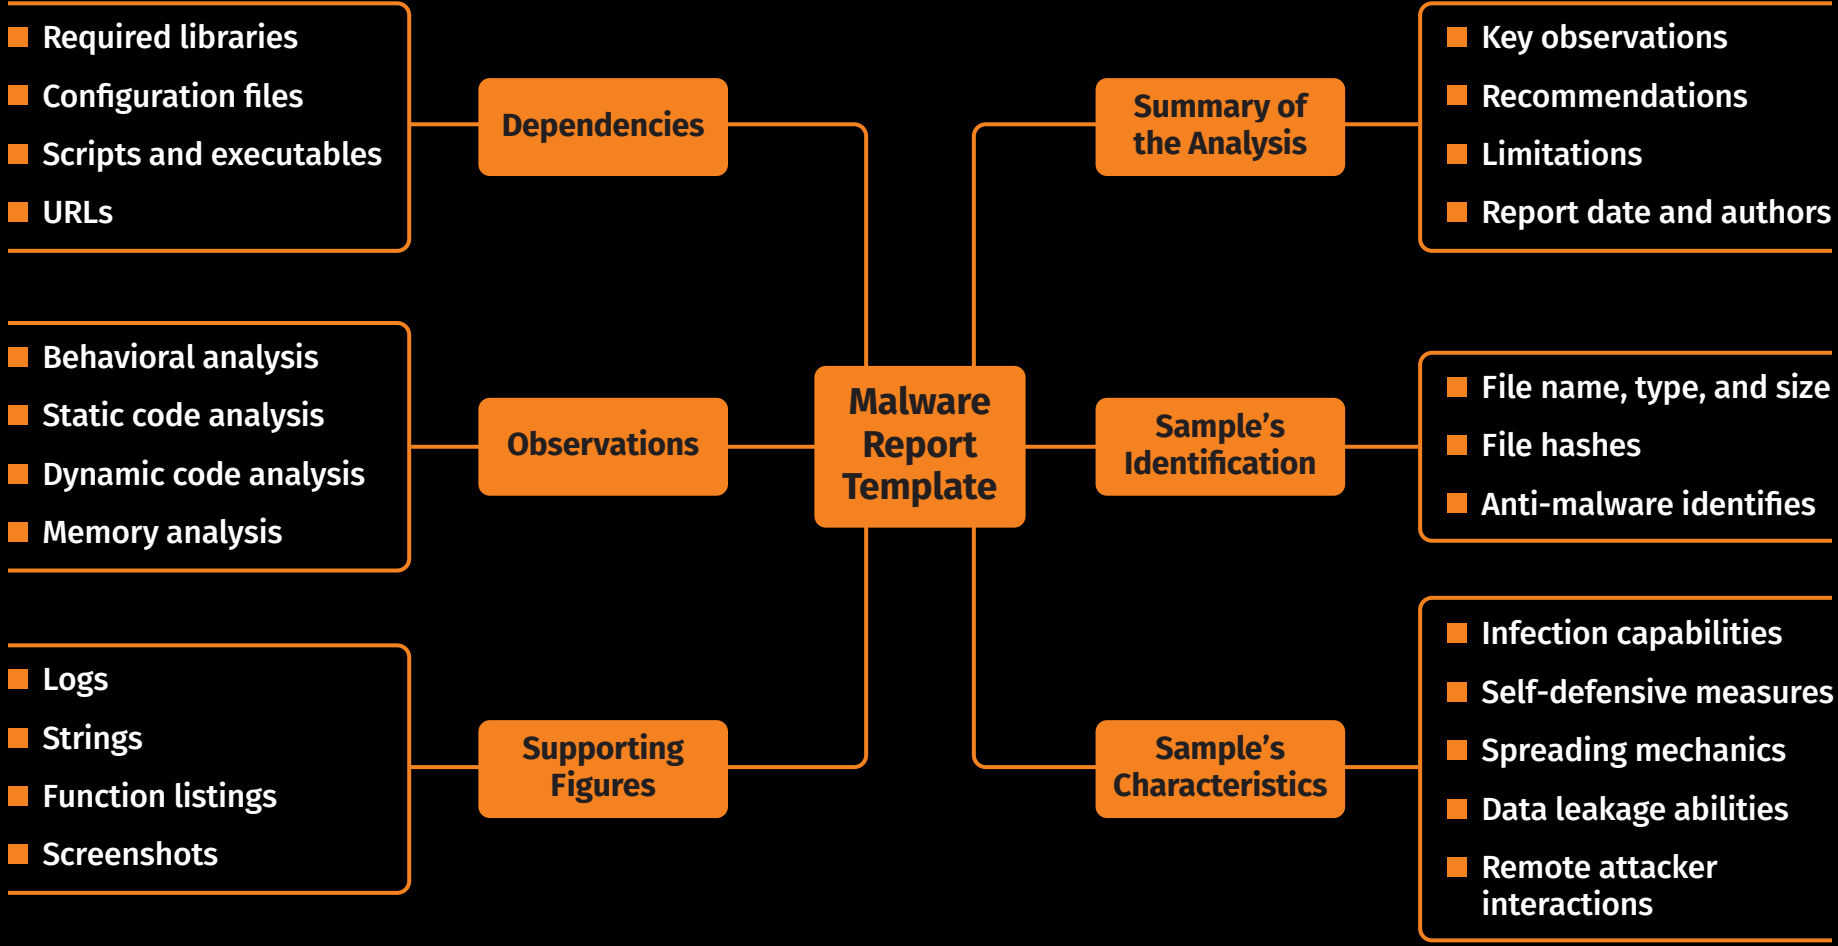 Required libraries
Configuration files
Scripts and executables
URLs
Dependencies
Behavioral analysis
Static code analysis
Dynamic code analysis
Memory analysis
Observations
Logs
Strings
Function listings
Screenshots
Supporting
Figures
Malware
Report
Template
Summary of
the Analysis
Key observations
Recommendations
Limitations
Report date and authors
Sample’s
Identification
File name, type, and size
File hashes
Anti-malware identifies
Sample’s
Characteristics
Infection capabilities
Self-defensive measures
Spreading mechanics
Data leakage abilities
Remote attacker
interactions